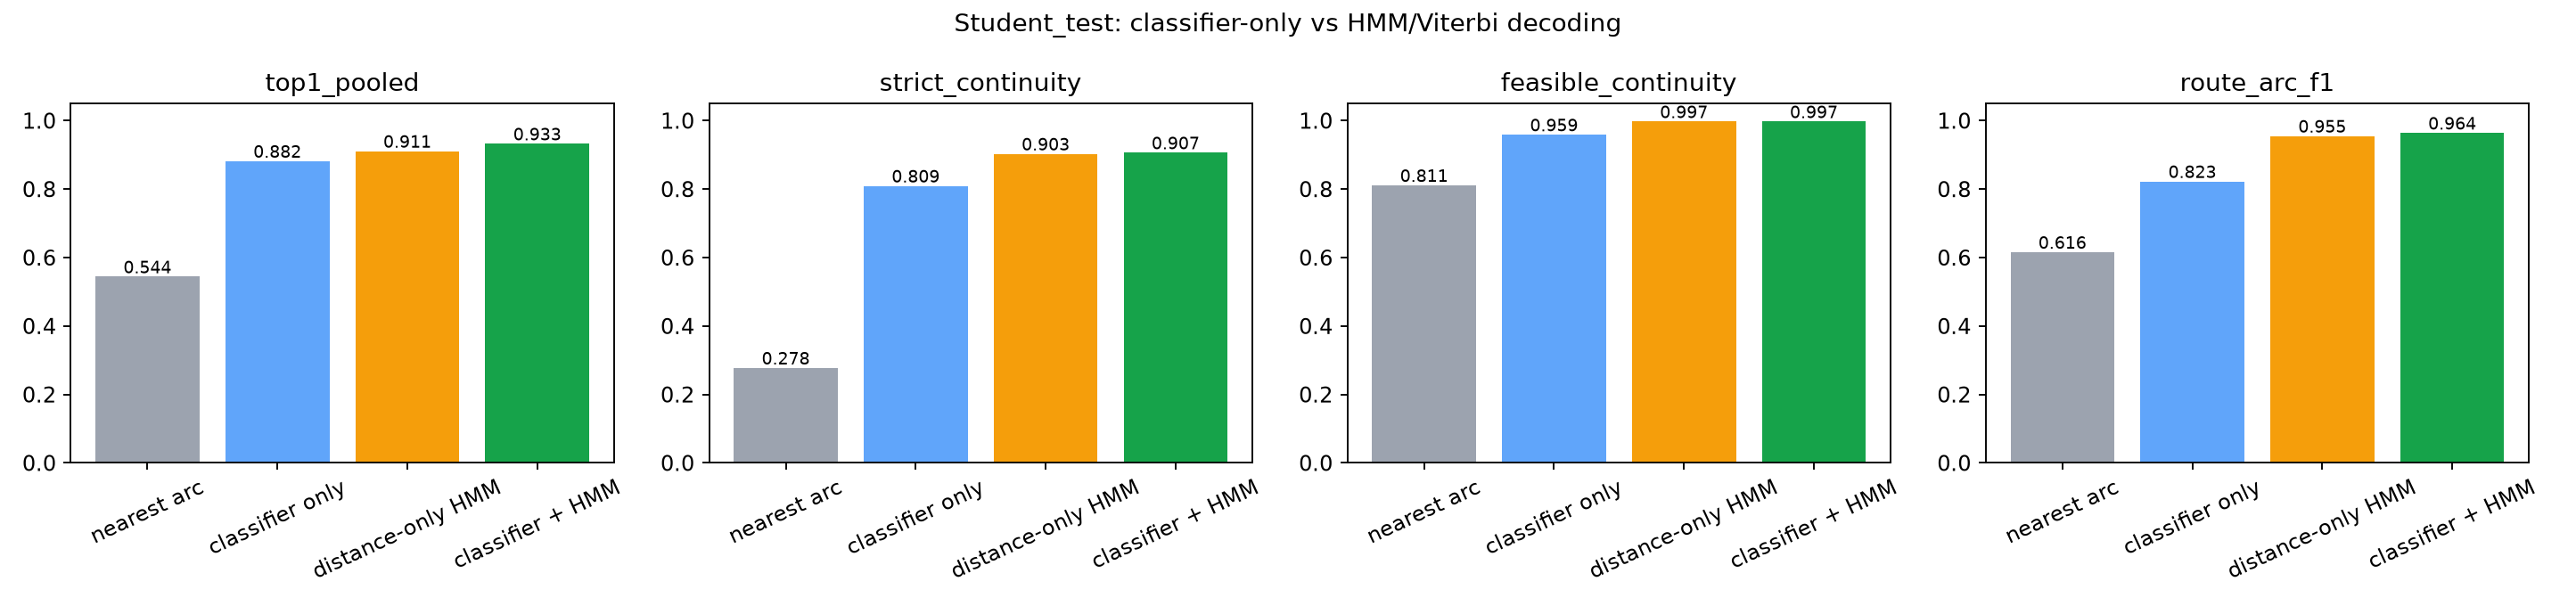 Student_test: classifier-only vs HMM/Viterbi decoding
top1_pooled
1.0
0.8
0.6
0.4
0.2
0.0
0.544
0.882
0.911
0.933
nearest arc
classifier only
distance-only HMM
classifier + HMM
strict_continuity
1.0
0.8
0.6
0.4
0.2
0.0
0.278
0.809
0.903
0.907
nearest arc
classifier only
distance-only HMM
classifier + HMM
feasible_continuity
1.0
0.8
0.6
0.4
0.2
0.0
0.811
0.959
0.997
0.997
nearest arc
classifier only
distance-only HMM
classifier + HMM
route_arc_f1
1.0
0.8
0.6
0.4
0.2
0.0
0.616
0.823
0.955
0.964
nearest arc
classifier only
distance-only HMM
classifier + HMM